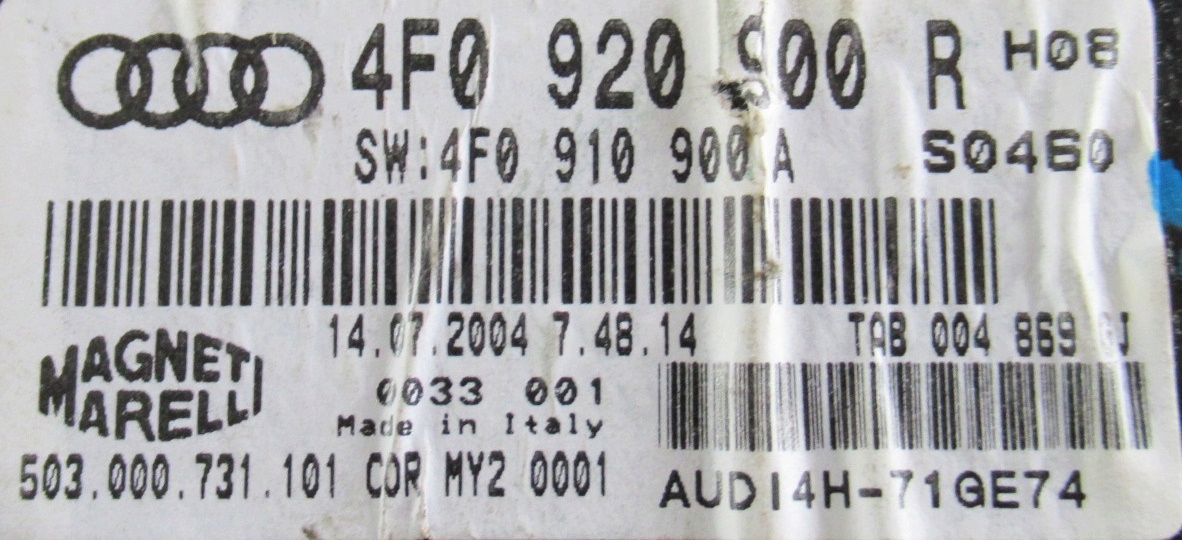 4F0 920 900 R H08
SW:4F0 910 900 A S0460
14.07.2004 7.48.14 TAB 004 869
MAGNETI
MARELLI
0033 001
Made in Italy
503.000.731.101 COR MY2 0001
AUDI4H-71GE74